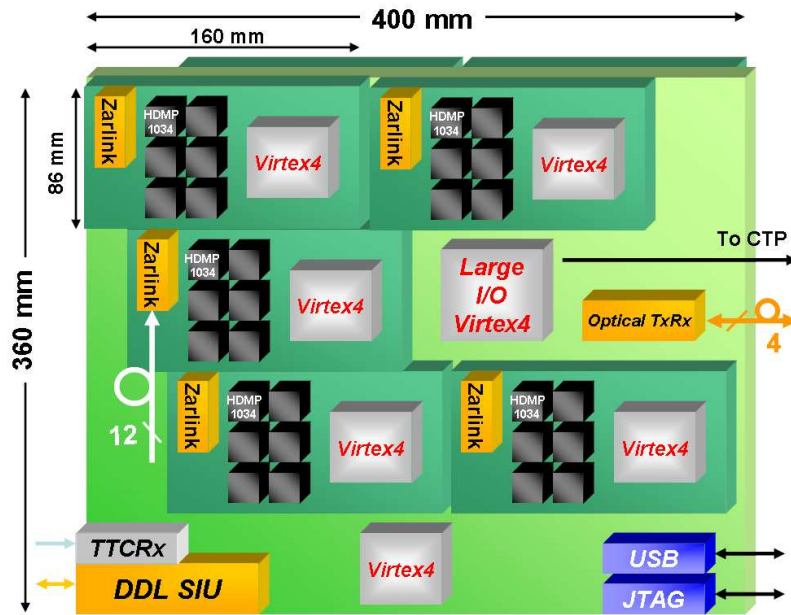 400 mm
160 mm
86 mm
360 mm
Zarlink
HDMP
1034
Virtex4
Zarlink
HDMP
1034
Virtex4
Zarlink
HDMP
1034
Virtex4
Large
I/O
Virtex4
To CTP
Optical TxRx
4
12
Zarlink
HDMP
1034
Virtex4
Zarlink
HDMP
1034
Virtex4
TTCRx
DDL SIU
Virtex4
USB
JTAG